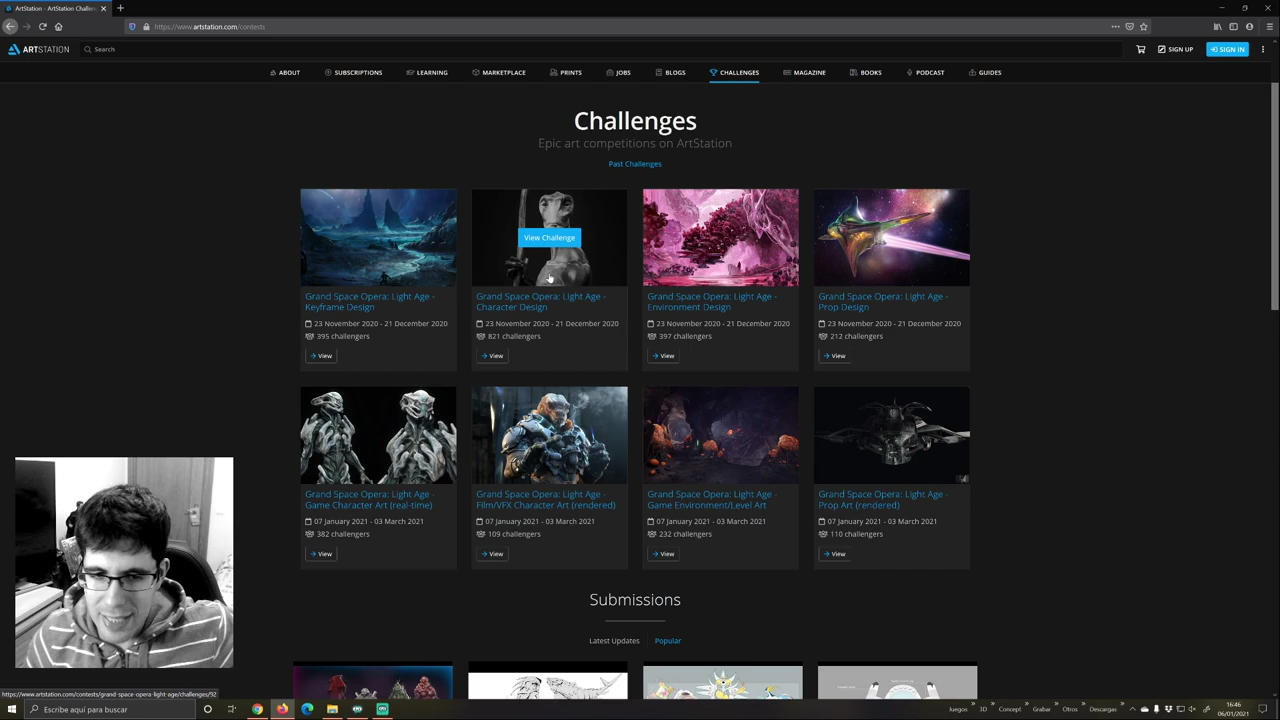 ArtStation - ArtStation Challen
https://www.artstation.com/contests
ARTSTATION
Search
SIGN UP
SIGN IN
ABOUT
SUBSCRIPTIONS
LEARNING
MARKETPLACE
PRINTS
JOBS
BLOGS
CHALLENGES
MAGAZINE
BOOKS
PODCAST
GUIDES
Challenges
Epic art competitions on ArtStation
Past Challenges
View Challenge
Grand Space Opera: Light Age -
Keyframe Design
23 November 2020 - 21 December 2020
395 challengers
View
Grand Space Opera: Light Age -
Character Design
23 November 2020 - 21 December 2020
821 challengers
View
Grand Space Opera: Light Age -
Environment Design
23 November 2020 - 21 December 2020
397 challengers
View
Grand Space Opera: Light Age -
Prop Design
23 November 2020 - 21 December 2020
212 challengers
View
Grand Space Opera: Light Age -
Game Character Art (real-time)
07 January 2021 - 03 March 2021
382 challengers
View
Grand Space Opera: Light Age -
Film/VFX Character Art (rendered)
07 January 2021 - 03 March 2021
109 challengers
View
Grand Space Opera: Light Age -
Game Environment/Level Art
07 January 2021 - 03 March 2021
232 challengers
View
Grand Space Opera: Light Age -
Prop Art (rendered)
07 January 2021 - 03 March 2021
110 challengers
View
Submissions
Latest Updates
Popular
https://www.artstation.com/contests/grand-space-opera-light-age/challenges/92
Escribe aquí para buscar
Juegos
3D
Concept
Grabar
Otros
Descargas
16:46
06/01/2021